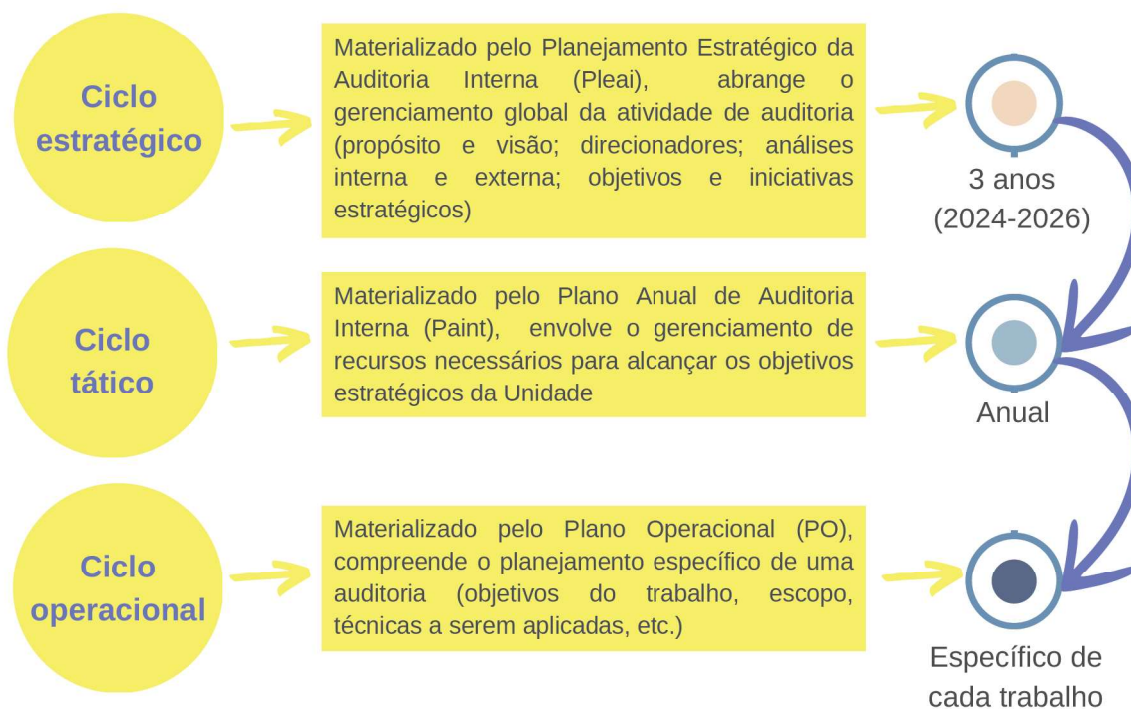 Ciclo
estratégico
Materializado pelo Planejamento Estratégico da
Auditoria Interna (Pleai), abrange o
gerenciamento global da atividade de auditoria
(propósito e visão; direcionadores; análises
interna e externa; objetivos e iniciativas
estratégicos)
3 anos
(2024-2026)
Ciclo
tático
Materializado pelo Plano Anual de Auditoria
Interna (Paint), envolve o gerenciamento de
recursos necessários para alcançar os objetivos
estratégicos da Unidade
Anual
Ciclo
operacional
Materializado pelo Plano Operacional (PO),
compreende o planejamento específico de uma
auditoria (objetivos do trabalho, escopo,
técnicas a serem aplicadas, etc.)
Específico de
cada trabalho